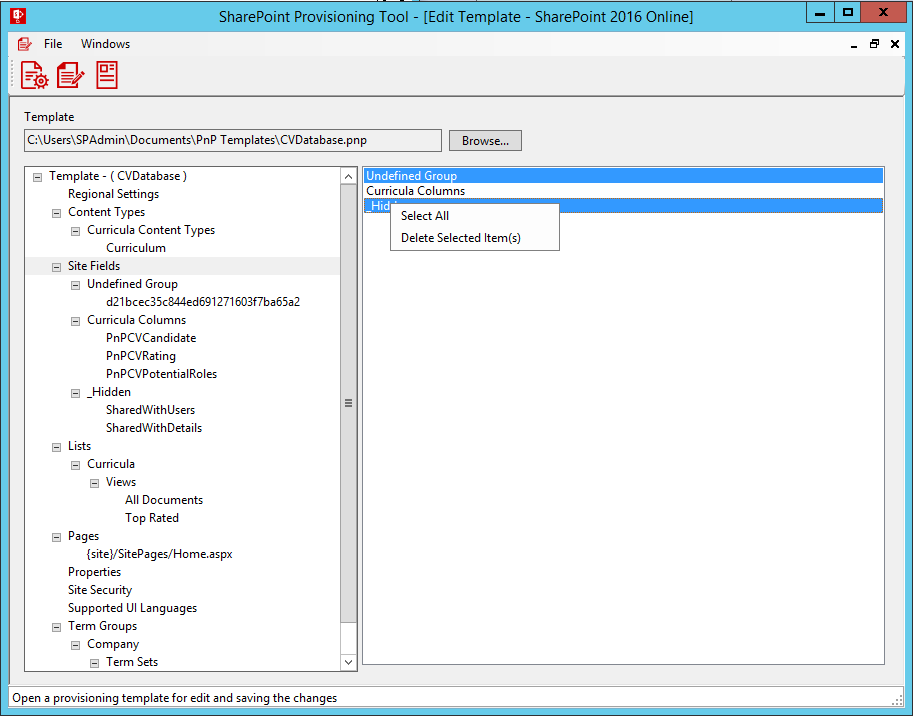 SharePoint Provisioning Tool - [Edit Template - SharePoint 2016 Online]
File Windows
Template
C:\Users\SPAdmin\Documents\PnP Templates\CVDatabase.pnp
Browse...
Template - ( CVDatabase )
Regional Settings
Content Types
Curricula Content Types
Curriculum
Site Fields
Undefined Group
d21bcec35c844ed691271603f7ba65a2
Curricula Columns
PnPCVCandidate
PnPCVRating
PnPCVPotentialRoles
_Hidden
SharedWithUsers
SharedWithDetails
Lists
Curricula
Views
All Documents
Top Rated
Pages
{site}/SitePages/Home.aspx
Properties
Site Security
Supported UI Languages
Term Groups
Company
Term Sets
Undefined Group
Curricula Columns
Select All
Delete Selected Item(s)
Open a provisioning template for edit and saving the changes